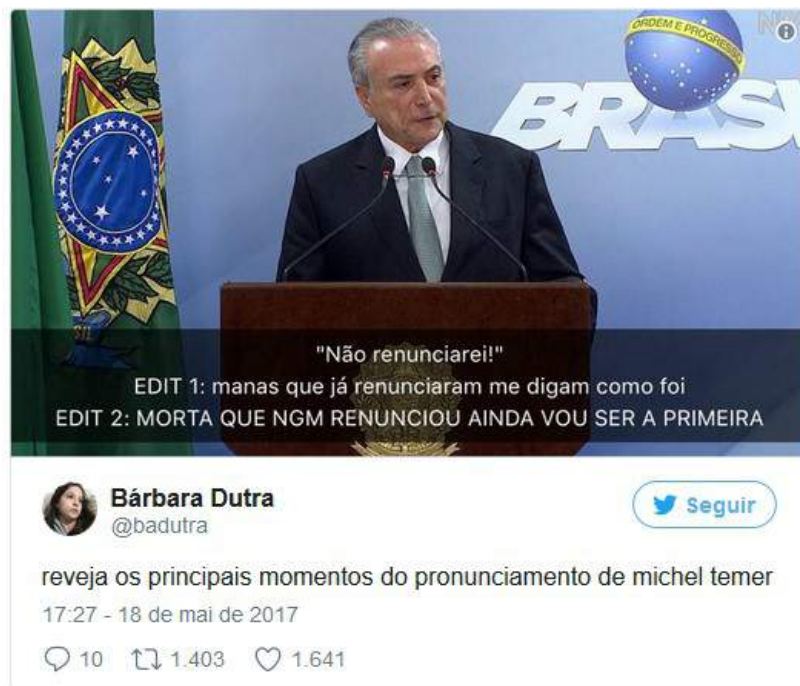 ORDEM E PROGRESSO
BRAS
"Não renunciarei!"
EDIT 1: manas que já renunciaram me digam como foi
EDIT 2: MORTA QUE NGM RENUNCIOU AINDA VOU SER A PRIMEIRA
Bárbara Dutra
@badutra
Seguir
reveja os principais momentos do pronunciamento de michel temer
17:27 - 18 de mai de 2017
10 1.403 1.641